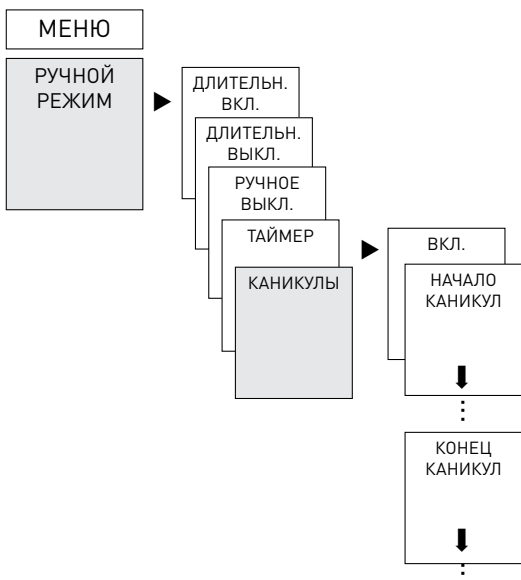 МЕНЮ
РУЧНОЙ
РЕЖИМ
ДЛИТЕЛЬН.
ВКЛ.
ДЛИТЕЛЬН.
ВЫКЛ.
РУЧНОЕ
ВЫКЛ.
ТАЙМЕР
КАНИКУЛЫ
ВКЛ.
НАЧАЛО
КАНИКУЛ
КОНЕЦ
КАНИКУЛ